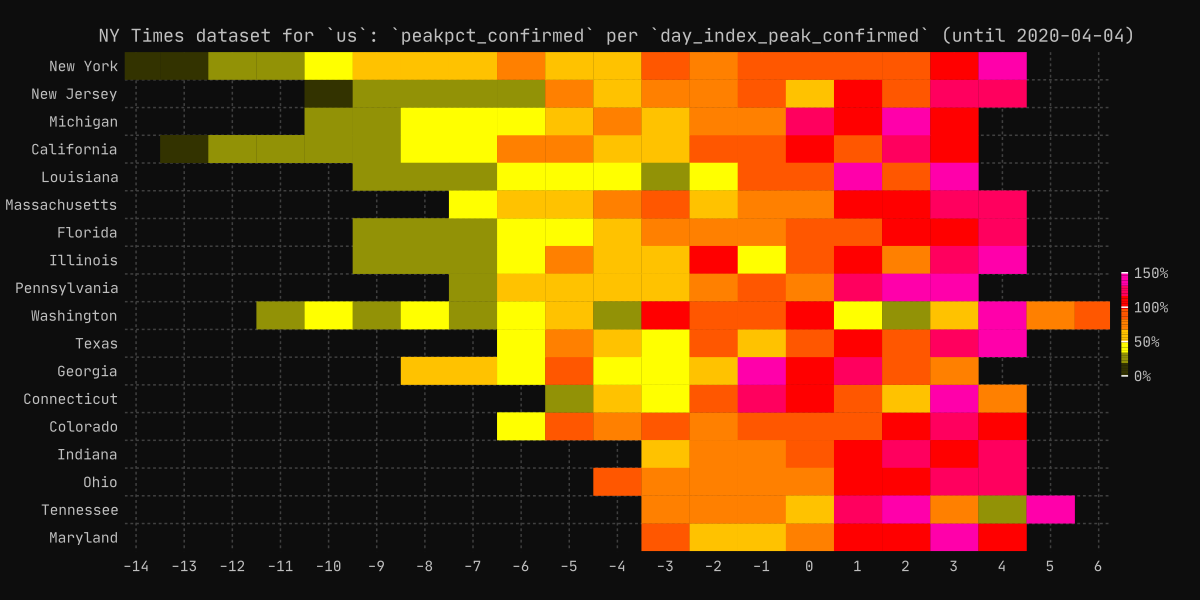 NY Times dataset for `us`: `peakpct_confirmed` per `day_index_peak_confirmed` (until 2020-04-04)
New York
New Jersey
Michigan
California
Louisiana
Massachusetts
Florida
Illinois
Pennsylvania
Washington
Texas
Georgia
Connecticut
Colorado
Indiana
Ohio
Tennessee
Maryland
-14 -13 -12 -11 -10 -9 -8 -7 -6 -5 -4 -3 -2 -1 0 1 2 3 4 5 6
150%
100%
50%
0%